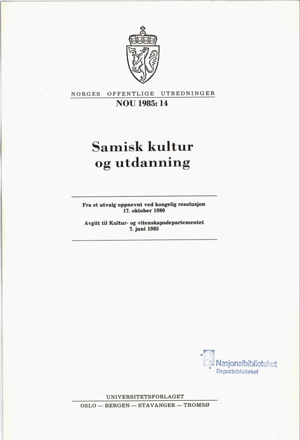 NORGES OFFENTLIGE UTREDNINGER
NOU 1985: 14
Samisk kultur
og utdanning
Fra et utvalg oppnevnt ved kongelig resolusjon
17. oktober 1980
Avgitt til Kultur- og vitenskapsdepartementet
7. juni 1985
Nasjonalbiblioteket
Depotbiblioteket
UNIVERSITETSFORLAGET
OSLO — BERGEN — STAVANGER — TROMSØ